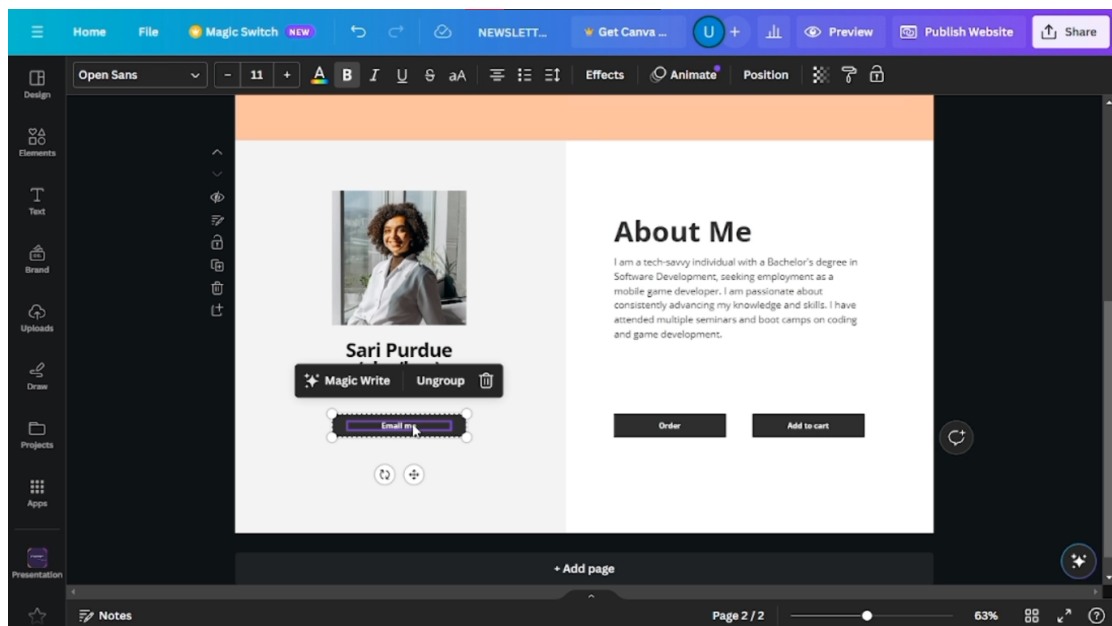 Home File Magic Switch NEW NEWSLETT... Get Canva ... U + Preview Publish Website Share
Open Sans - 11 + A B I U S aA Effects Animate Position
Design
Elements
Text
Brand
Uploads
Draw
Projects
Apps
Presentation
Sari Purdue
Magic Write Ungroup
Email me
About Me
I am a tech-savvy individual with a Bachelor's degree in
Software Development, seeking employment as a
mobile game developer. I am passionate about
consistently advancing my knowledge and skills. I have
attended multiple seminars and boot camps on coding
and game development.
Order Add to cart
+ Add page
Notes Page 2 / 2 63%